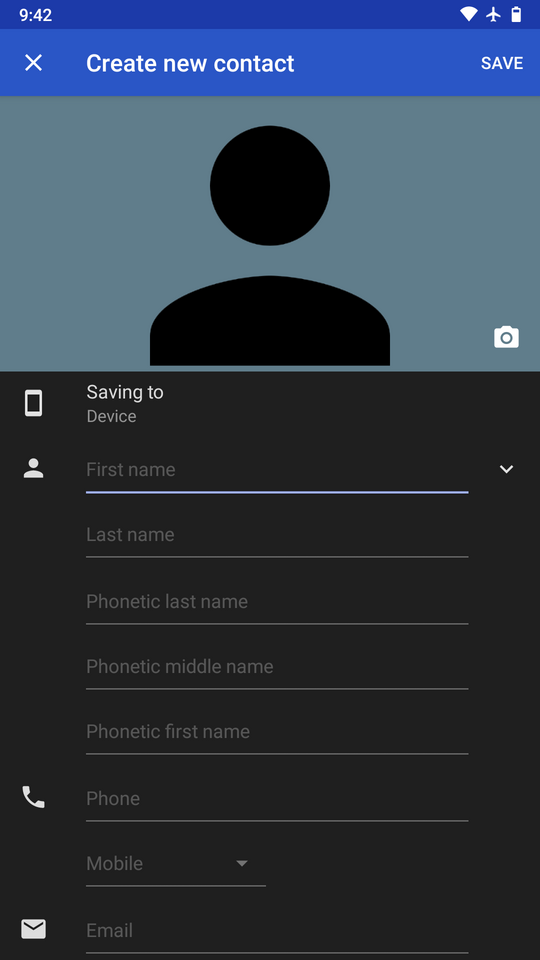 9:42
Create new contact
SAVE
Saving to
Device
First name
Last name
Phonetic last name
Phonetic middle name
Phonetic first name
Phone
Mobile
Email